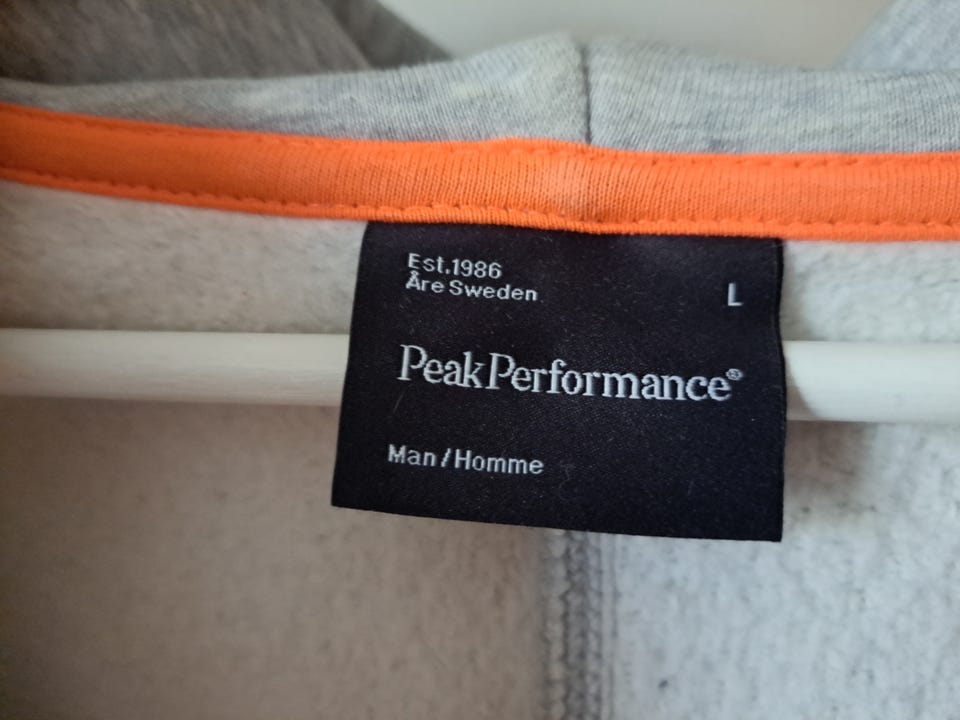 Est.1986
Åre Sweden
L
PeakPerformance®
Man/Homme